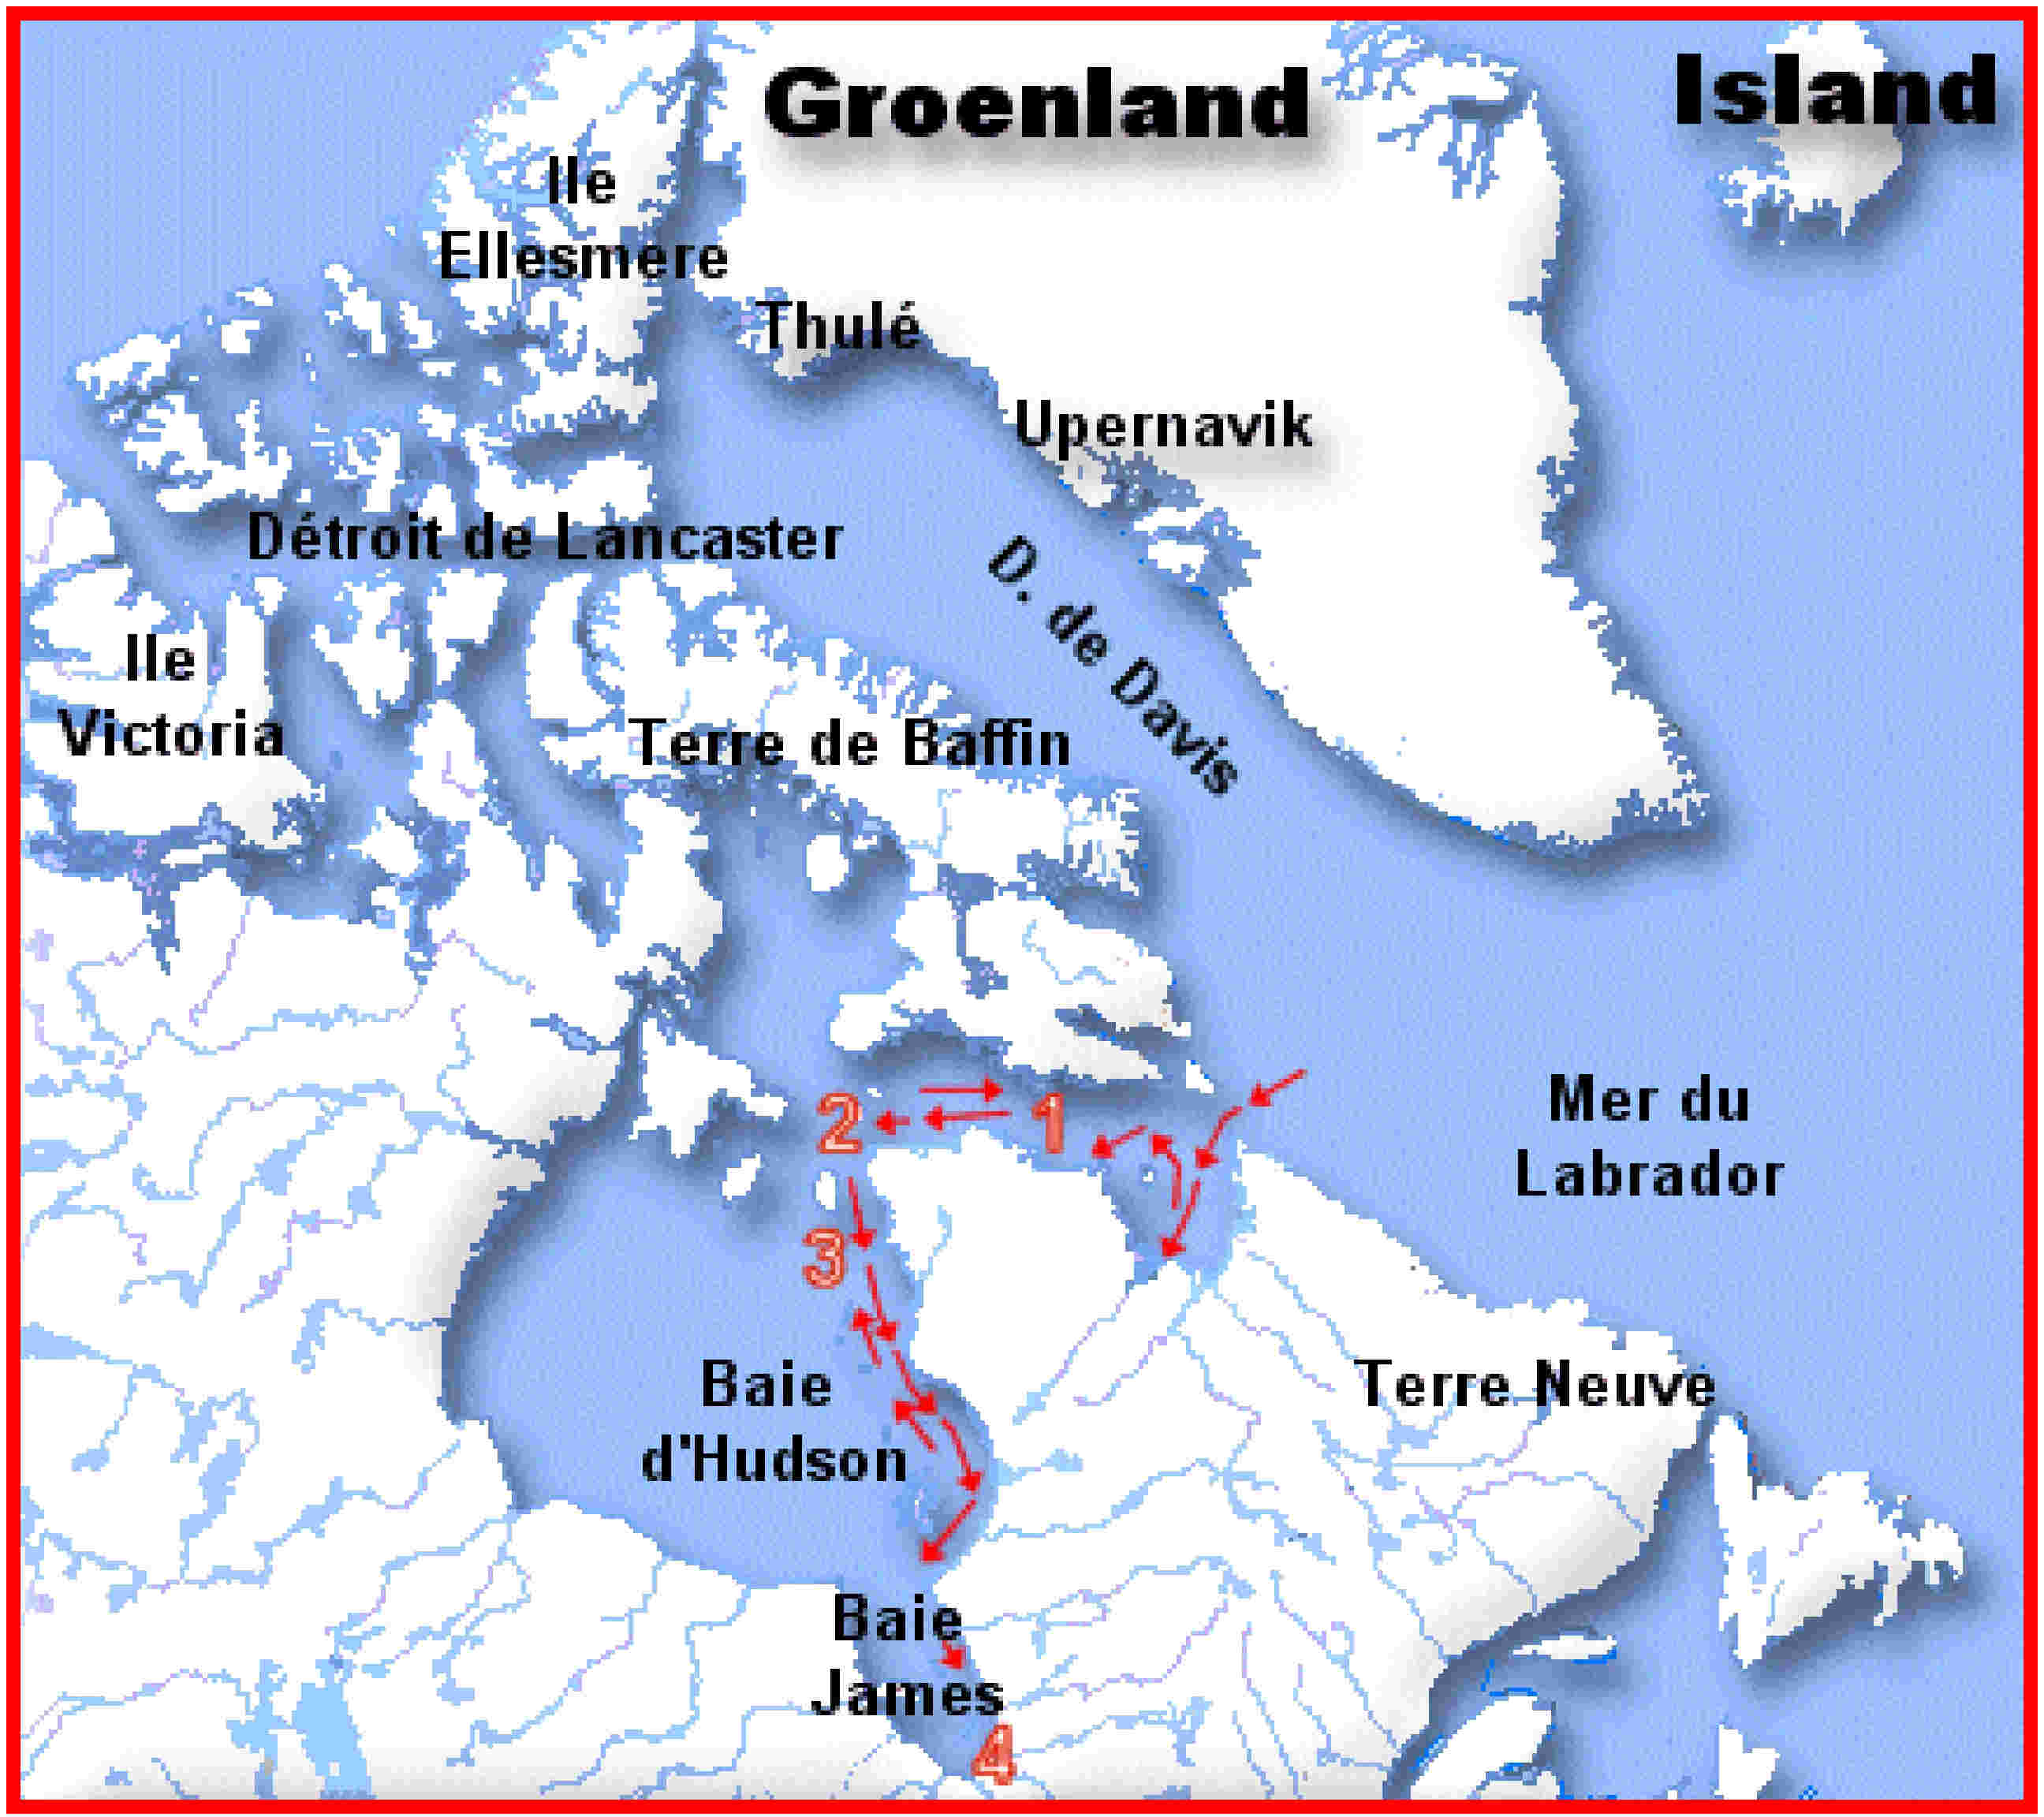 Groenland
Island
Ile
Ellesmere
Thulé
Upernavik
Détroit de Lancaster
D. de Davis
Ile
Victoria
Terre de Baffin
Mer du
Labrador
2
1
3
Baie
d'Hudson
Terre Neuve
Baie
James
4